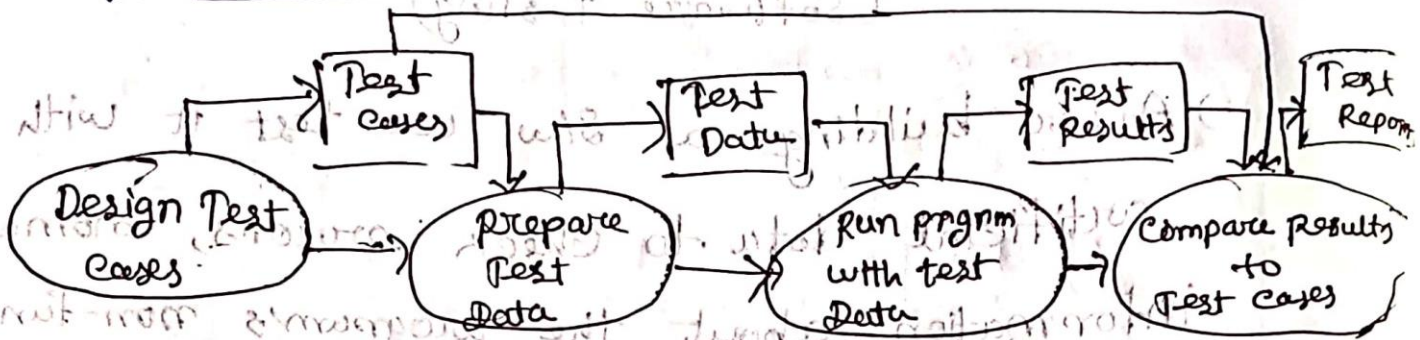 Test
Cases
Test
Data
Test
Results
Test
Report
Design Test
Cases
prepare
Test
Data
Run prgrm
with test
Data
Compare Results
to
Test Cases